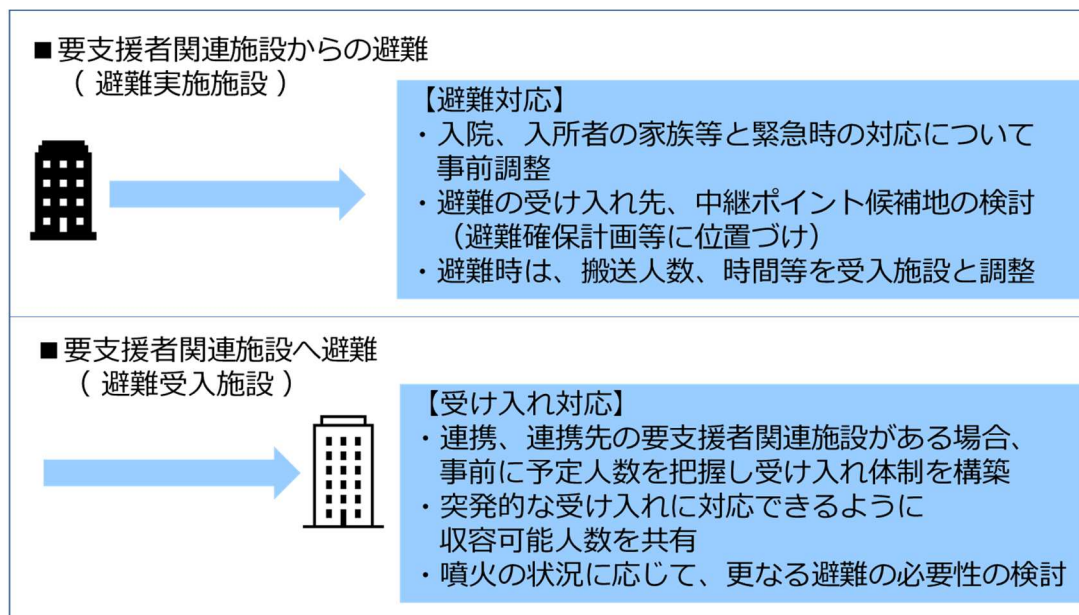 ■要支援者関連施設からの避難
（ 避難実施施設 ）
【避難対応】
・入院、入所者の家族等と緊急時の対応について
事前調整
・避難の受け入れ先、中継ポイント候補地の検討
（避難確保計画等に位置づけ）
・避難時は、搬送人数、時間等を受入施設と調整
■要支援者関連施設へ避難
（ 避難受入施設 ）
【受け入れ対応】
・連携、連携先の要支援者関連施設がある場合、
事前に予定人数を把握し受け入れ体制を構築
・突発的な受け入れに対応できるように
収容可能人数を共有
・噴火の状況に応じて、更なる避難の必要性の検討